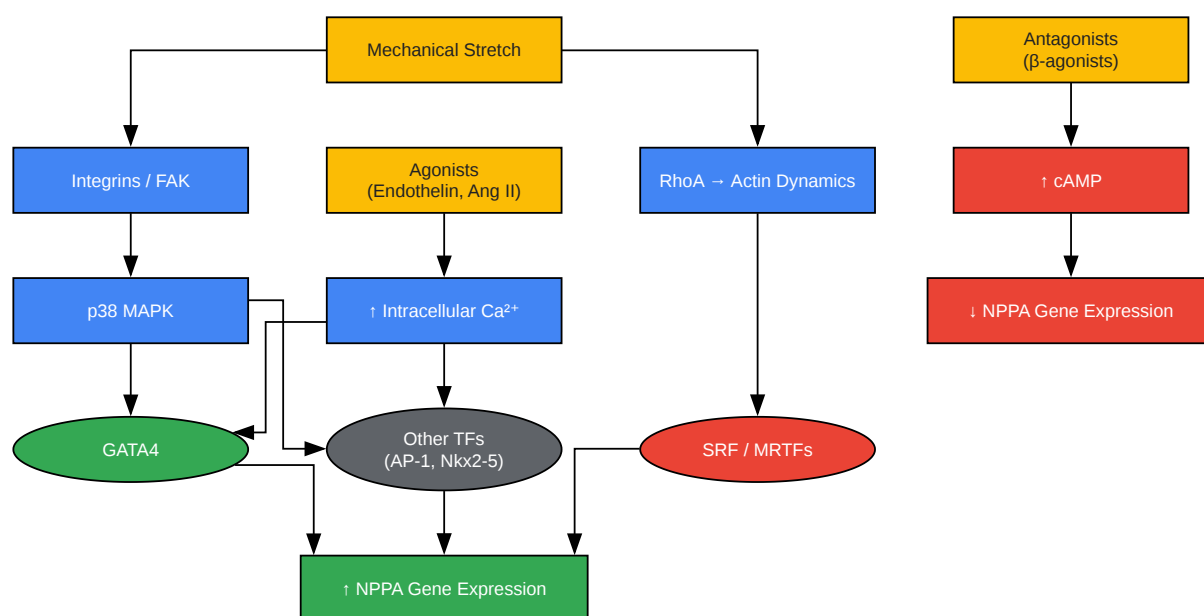 Mechanical Stretch
Antagonists
(β-agonists)
Integrins / FAK
Agonists
(Endothelin, Ang II)
RhoA → Actin Dynamics
↑ cAMP
p38 MAPK
↑ Intracellular Ca²⁺
↓ NPPA Gene Expression
GATA4
Other TFs
(AP-1, Nkx2-5)
SRF / MRTFs
↑ NPPA Gene Expression